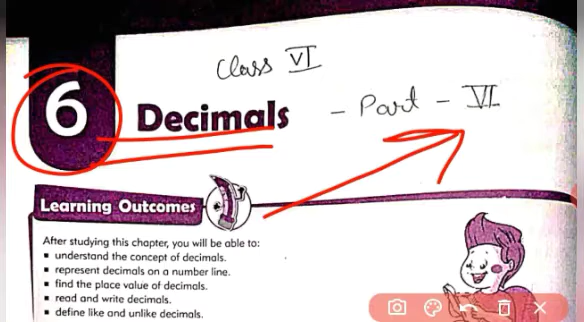 Class VI
6
Decimals - Part - VI
Learning Outcomes
After studying this chapter, you will be able to:
▪ understand the concept of decimals.
▪ represent decimals on a number line.
▪ find the place value of decimals.
▪ read and write decimals.
▪ define like and unlike decimals.